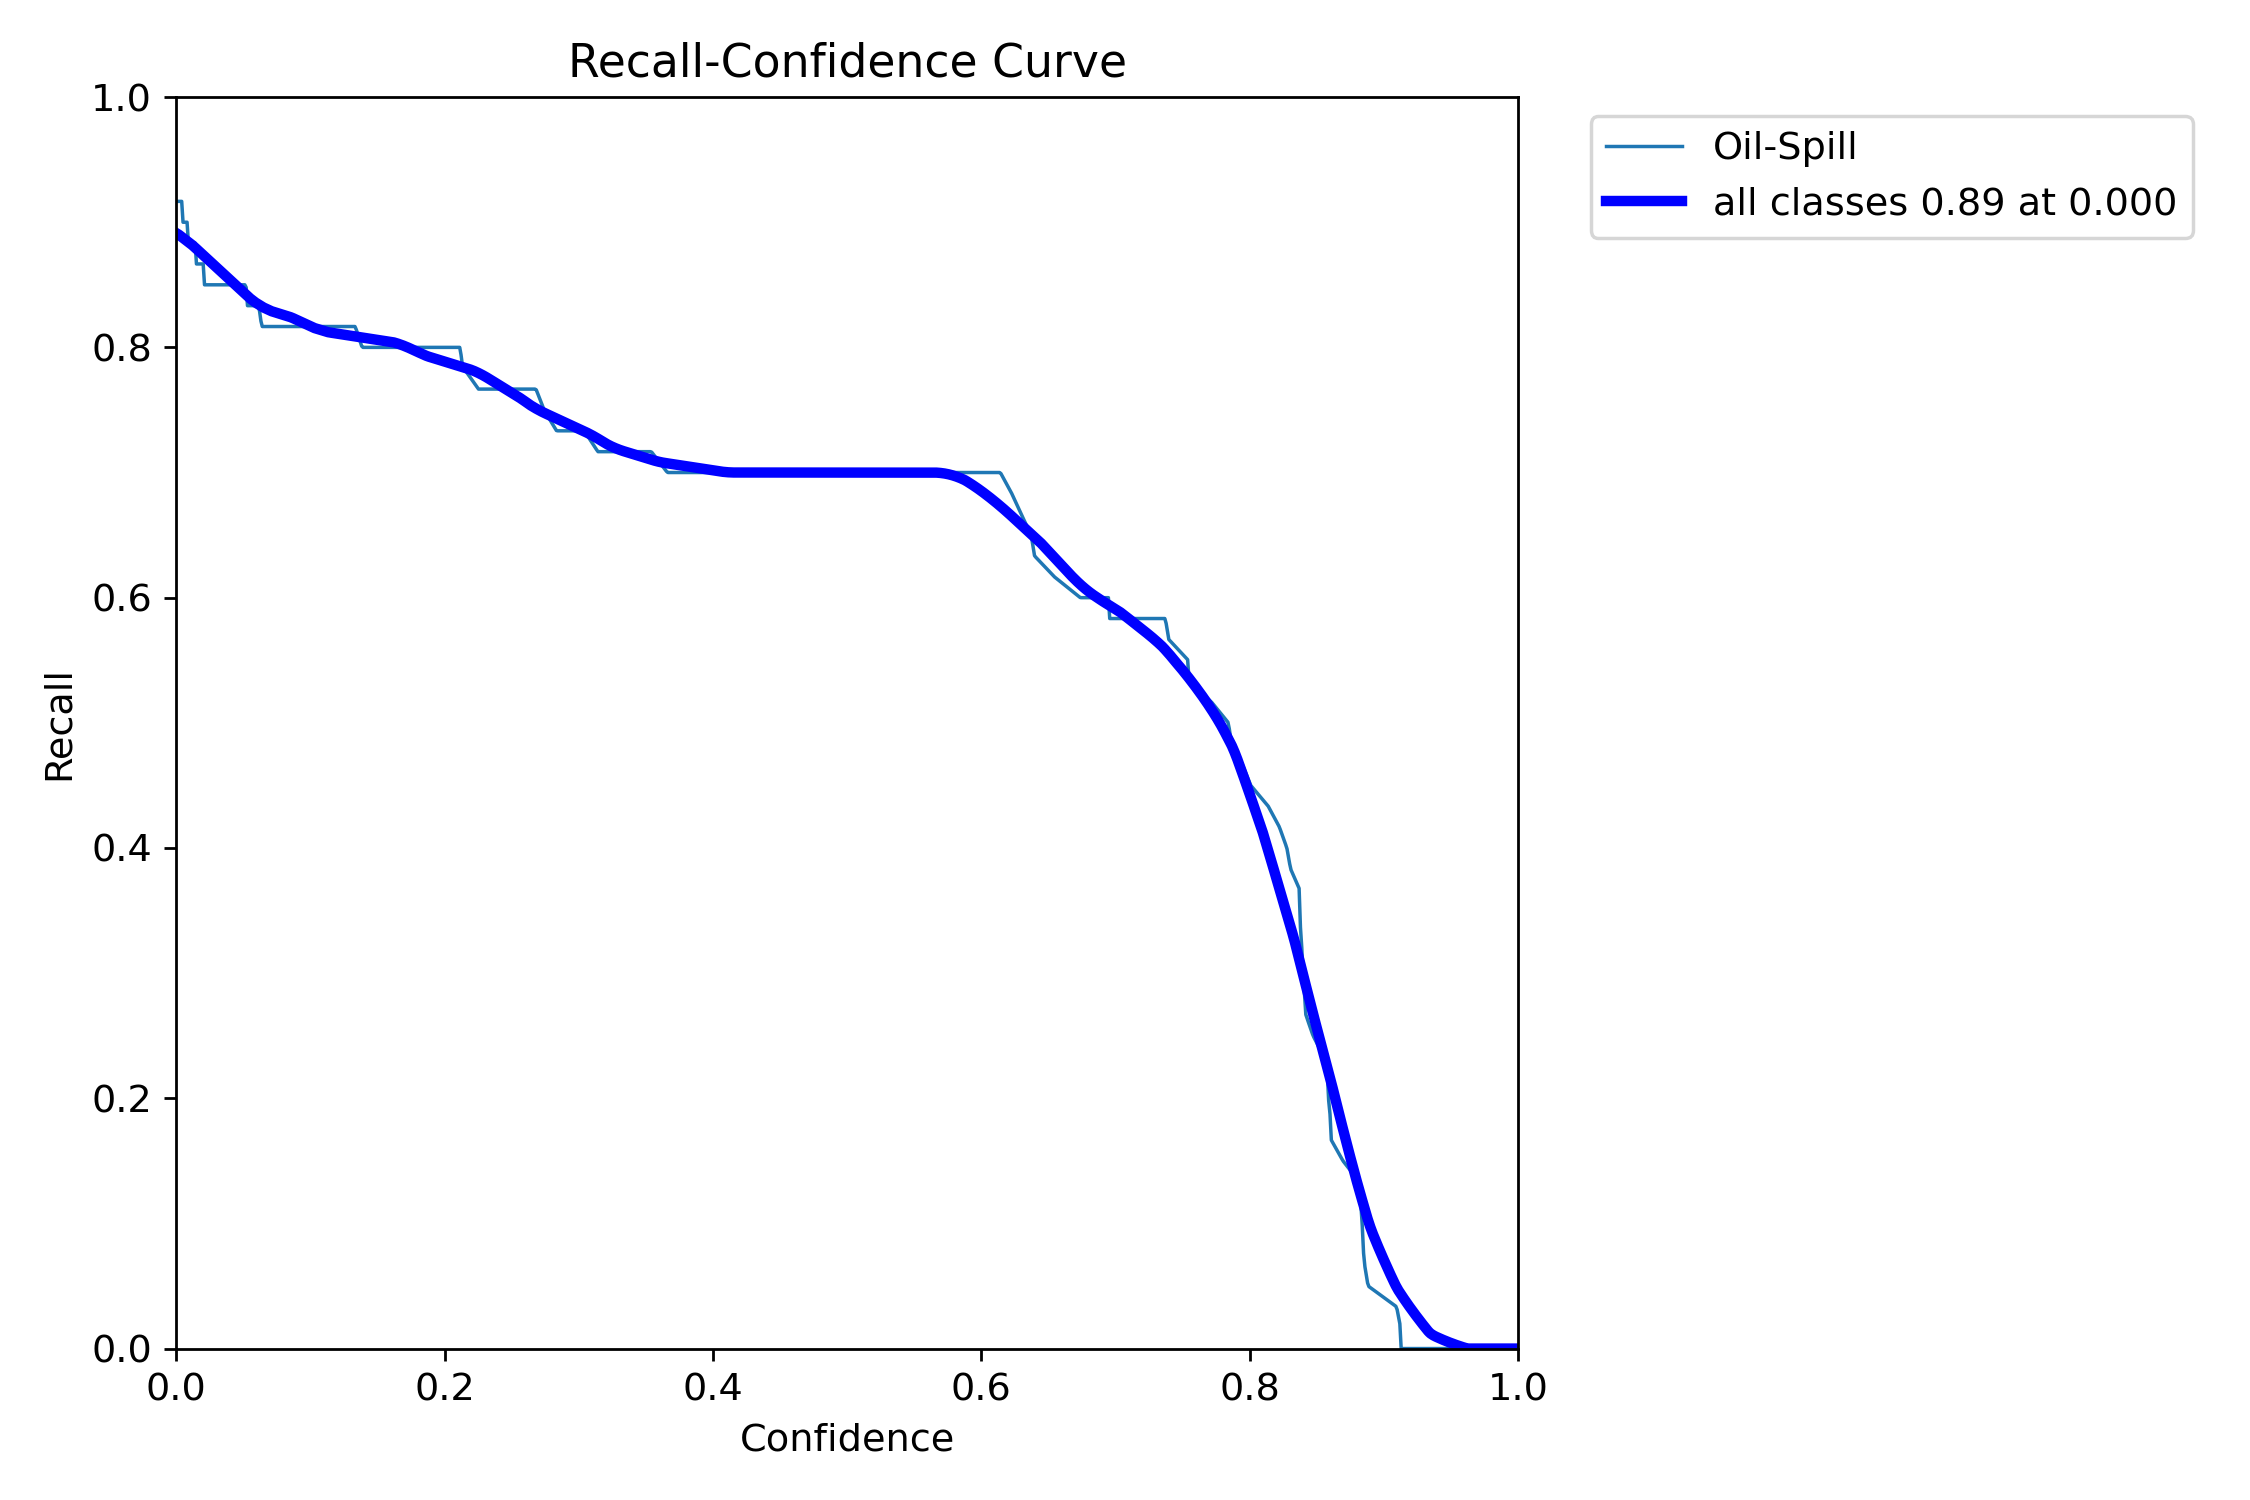 Recall-Confidence Curve
1.0
0.8
0.6
0.4
0.2
0.0
Recall
0.0 0.2 0.4 0.6 0.8 1.0
Confidence
Oil-Spill
all classes 0.89 at 0.000